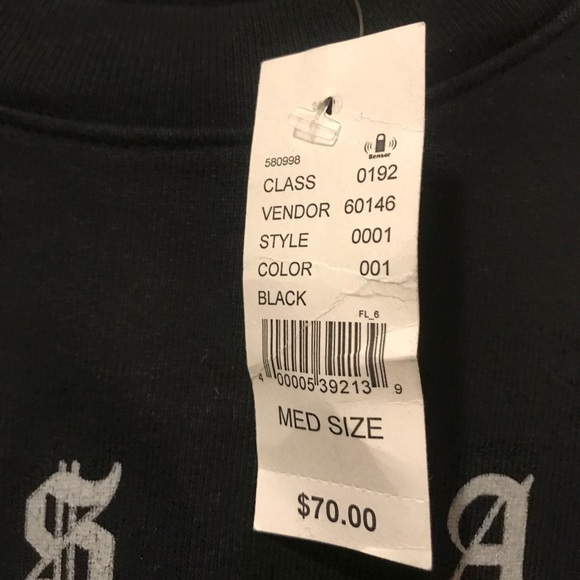 580998
Sensor
CLASS 0192
VENDOR 60146
STYLE 0001
COLOR 001
BLACK
FL_6
4 00005 39213 9
MED SIZE
$70.00
S A